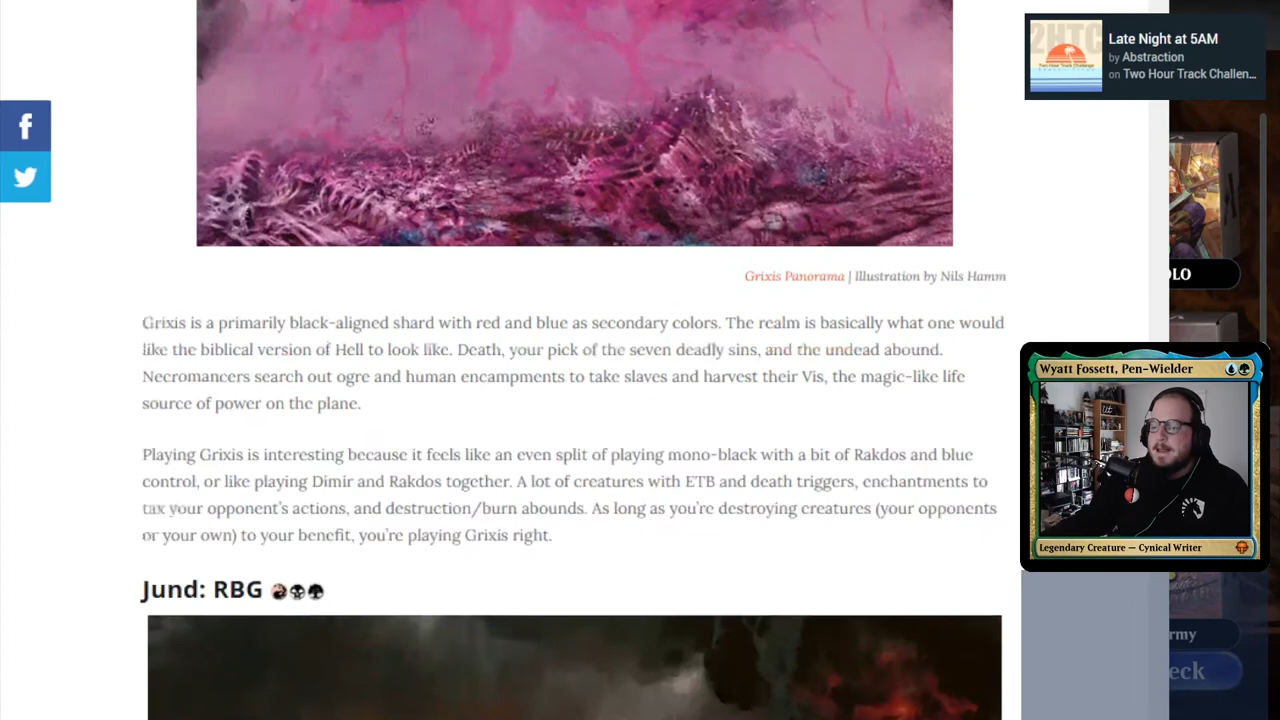 Late Night at 5AM
by Abstraction
on Two Hour Track Challen...
2HTC
Two Hour Track Challenge
Grixis Panorama | Illustration by Nils Hamm
Grixis is a primarily black-aligned shard with red and blue as secondary colors. The realm is basically what one would
like the biblical version of Hell to look like. Death, your pick of the seven deadly sins, and the undead abound.
Necromancers search out ogre and human encampments to take slaves and harvest their Vis, the magic-like life
source of power on the plane.
Playing Grixis is interesting because it feels like an even split of playing mono-black with a bit of Rakdos and blue
control, or like playing Dimir and Rakdos together. A lot of creatures with ETB and death triggers, enchantments to
tax your opponent's actions, and destruction/burn abounds. As long as you're destroying creatures (your opponents
or your own) to your benefit, you're playing Grixis right.
Jund: RBG
OLO
Wyatt Fossett, Pen-Wielder
Legendary Creature — Cynical Writer
rmy
eck